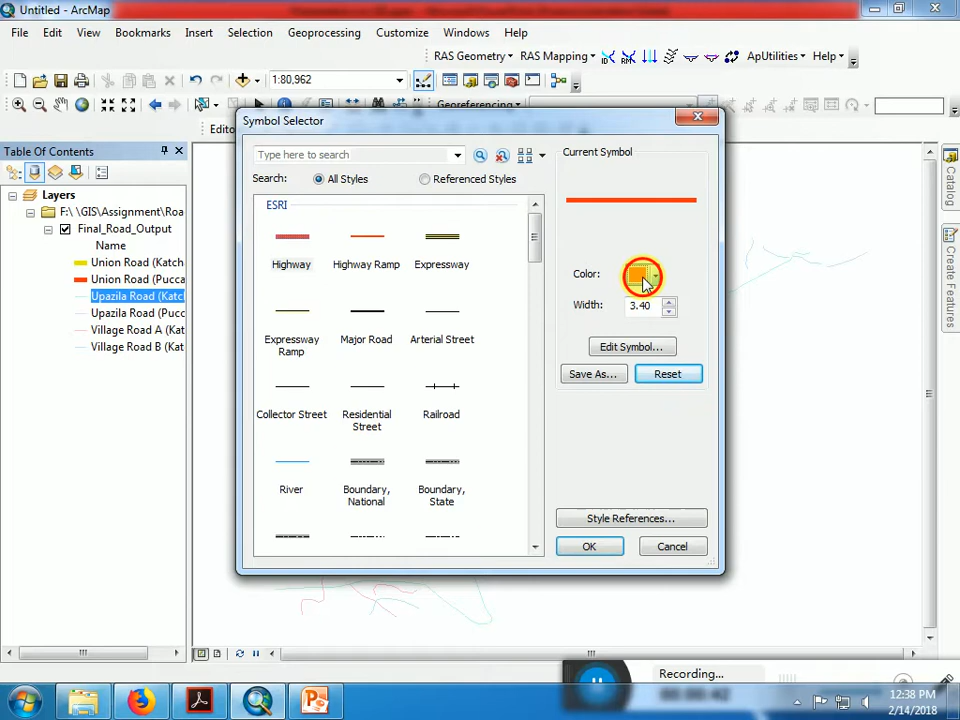 Untitled - ArcMap
File Edit View Bookmarks Insert Selection Geoprocessing Customize Windows Help
RAS Geometry RAS Mapping ApUtilities Help
1:80,962
Georeferencing
Edito
Table Of Contents
Layers
F:\ \GIS\Assignment\Roa
Final_Road_Output
Name
Union Road (Katch
Union Road (Pucca
Upazila Road (Katc
Upazila Road (Pucc
Village Road A (Kat
Village Road B (Kat
Symbol Selector
Type here to search
Search: All Styles Referenced Styles
ESRI
Highway Highway Ramp Expressway
Expressway Ramp Major Road Arterial Street
Collector Street Residential Street Railroad
River Boundary, National Boundary, State
Current Symbol
Color:
Width: 3.40
Edit Symbol...
Save As... Reset
Style References...
OK Cancel
Catalog
Create Features
Recording...
00:00:42
12:38 PM
2/14/2018